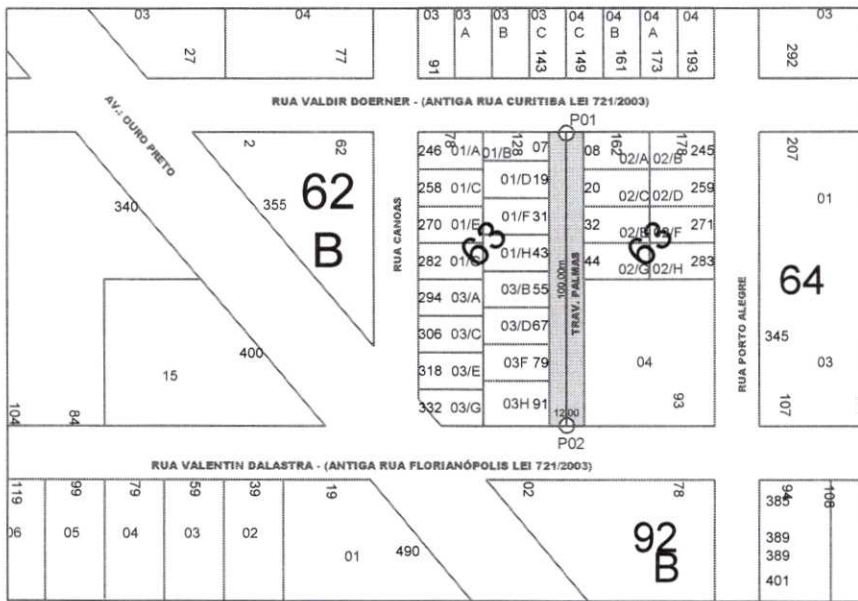 03 04 03 03 03 03 04 04 04 04 03
A B C C B A
27 77 91 143 149 161 173 193 292
RUA VALDIR DOERNER - (ANTIGA RUA CURITIBA LEI 721/2003)
AV.: OURO PRETO
P01
2 62 78 128 162 178 207
246 01/A 01/B 07 08 02/A 02/B 245
258 01/C 01/D 19 20 02/C 02/D 259
270 01/E 01/F 31 32 02/E 02/F 271
282 01/G 01/H 43 44 02/G 02/H 283
294 03/A 03/B 55
306 03/C 03/D 67
318 03/E 03F 79
332 03/G 03H 91
340 355
62
B
RUA CANOAS
63
63
100,00m
TRAV. PALMAS
12,00
P02
04
93
RUA PORTO ALEGRE
01
64
345
03
107
400
15
104 84
RUA VALENTIN DALASTRA - (ANTIGA RUA FLORIANÓPOLIS LEI 721/2003)
119 99 79 59 39 19 02 78 94 108
06 05 04 03 02 01 490
92
B
385
389
389
401